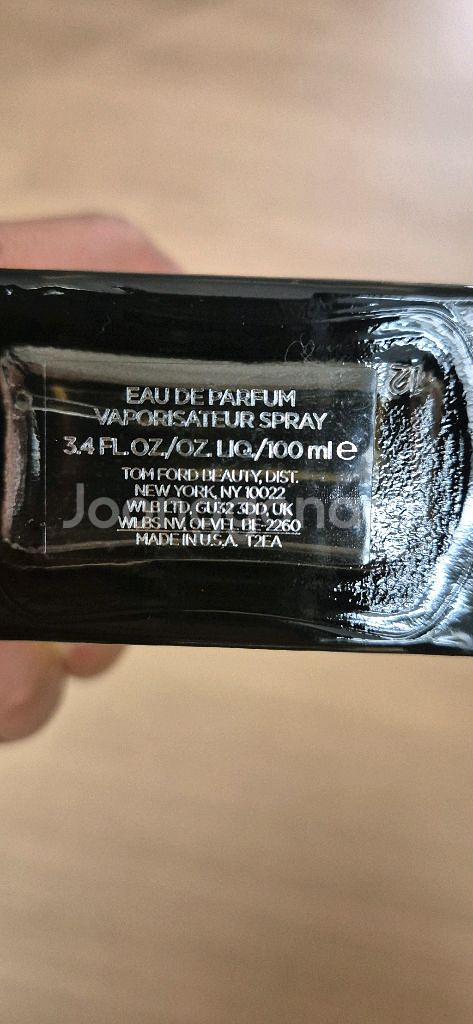 EAU DE PARFUM
VAPORISATEUR SPRAY
3.4 FL.OZ./OZ. LIQ./100 ml e
TOM FORD BEAUTY, DIST.
NEW YORK, NY 10022
WLB LTD, GU32 3DD, UK
WLBS NV, OEVEL BE-2260
MADE IN U.S.A. T2EA
12